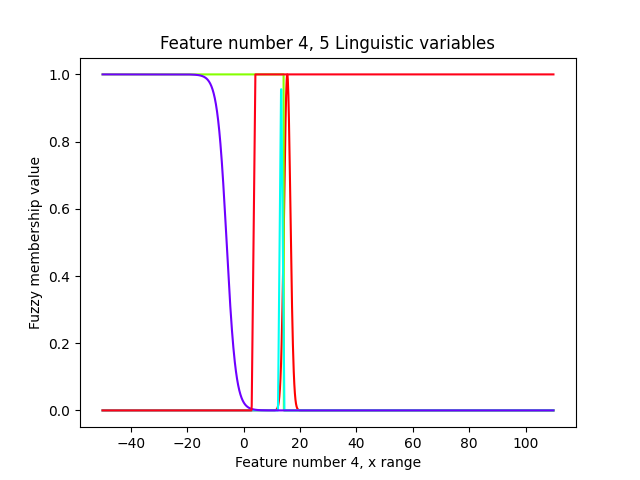 Feature number 4, 5 Linguistic variables
1.0
0.8
0.6
0.4
0.2
0.0
Fuzzy membership value
−40 −20 0 20 40 60 80 100
Feature number 4, x range